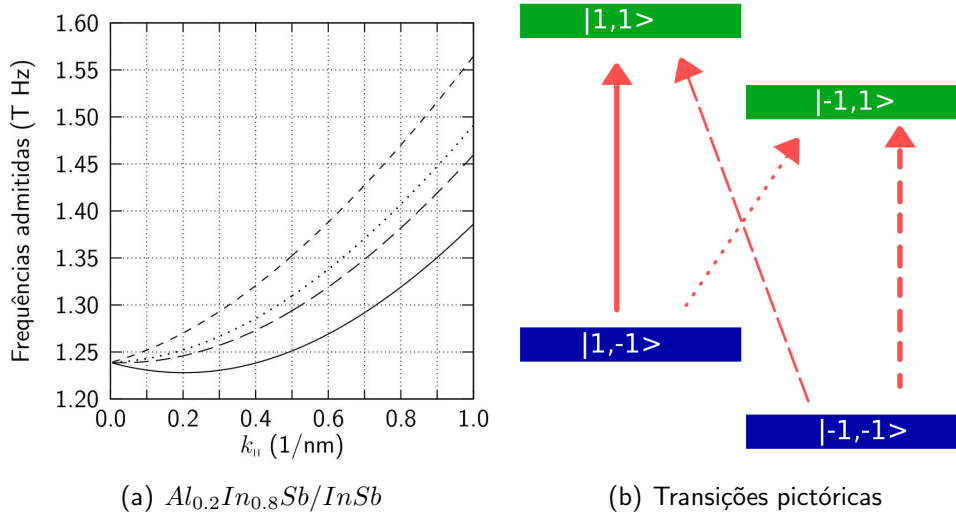 Frequências admitidas (T Hz)
1.60
1.55
1.50
1.45
1.40
1.35
1.30
1.25
1.20
0.0 0.2 0.4 0.6 0.8 1.0
k₁₁ (1/nm)
(a) Al0.2In0.8Sb/InSb
|1,1>
|-1,1>
|1,-1>
|-1,-1>
(b) Transições pictóricas